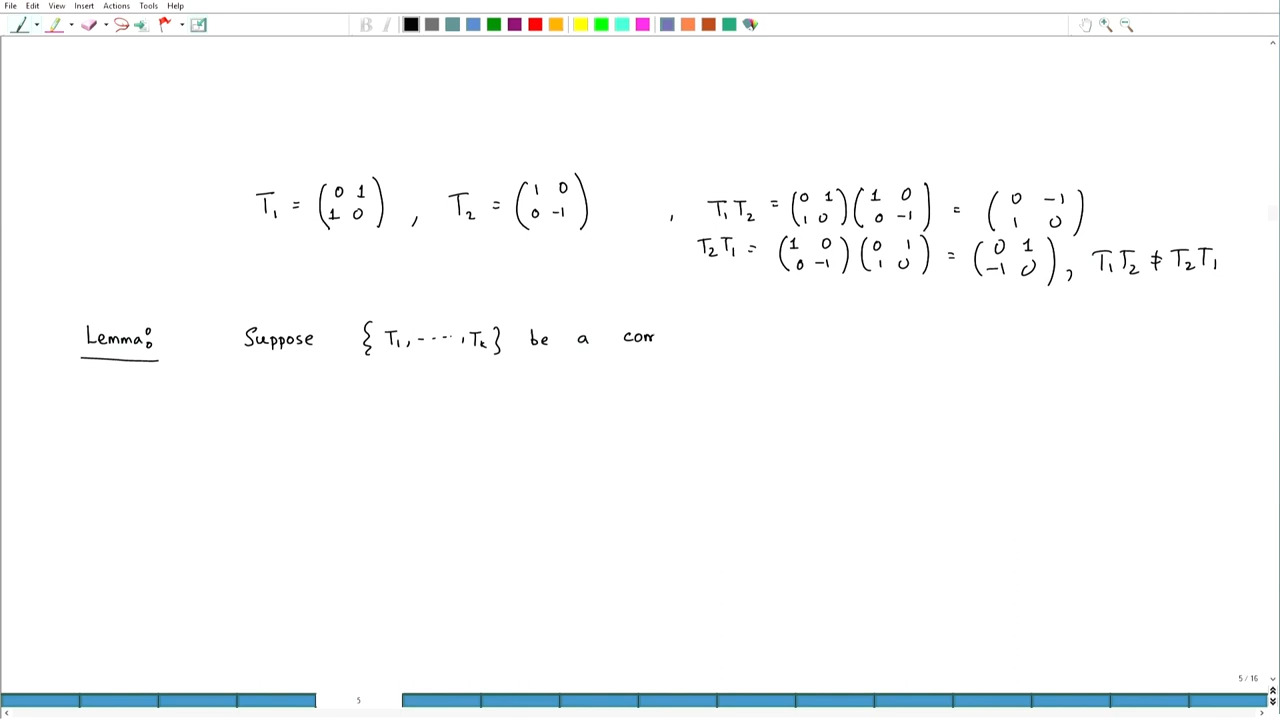 File Edit View Insert Actions Tools Help
B I
T₁ = (0 1; 1 0) , T₂ = (1 0; 0 -1) , T₁T₂ = (0 1; 1 0)(1 0; 0 -1) = (0 -1; 1 0)
T₂T₁ = (1 0; 0 -1)(0 1; 1 0) = (0 1; -1 0) , T₁T₂ ≠ T₂T₁
Lemma: Suppose {T₁, ----, Tₖ} be a com
5 / 16
5